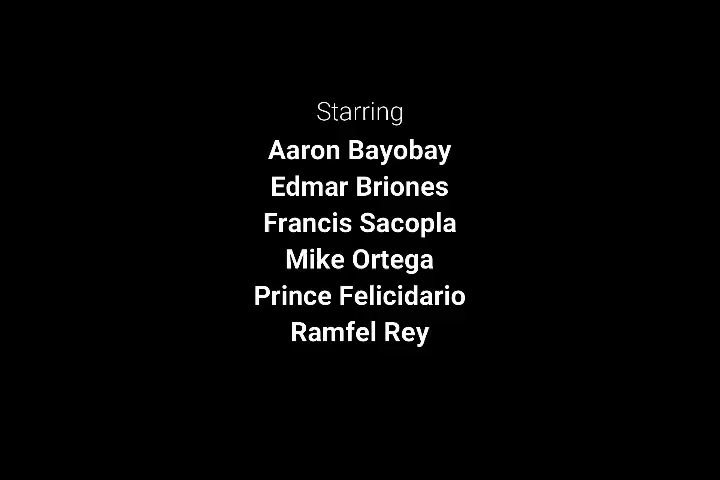 Starring
Aaron Bayobay
Edmar Briones
Francis Sacopla
Mike Ortega
Prince Felicidario
Ramfel Rey